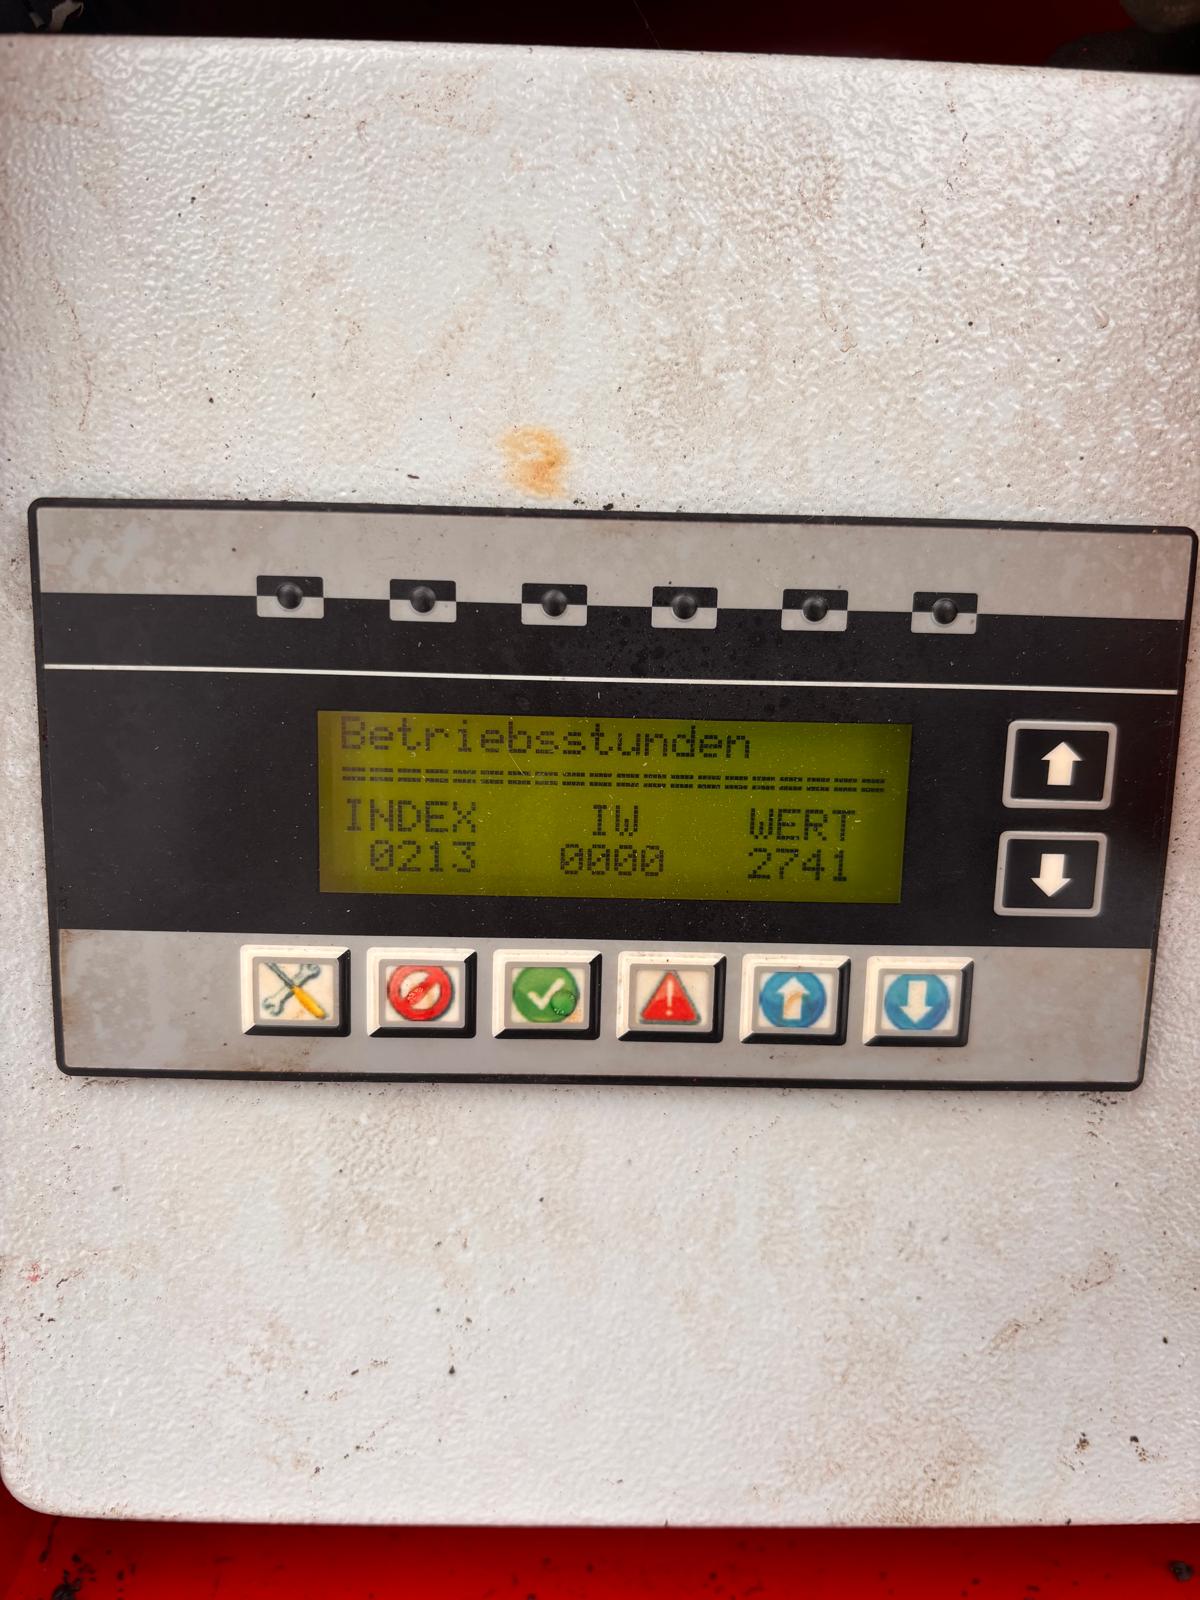 Betriebsstunden
====================
INDEX IW WERT
0213 0000 2741